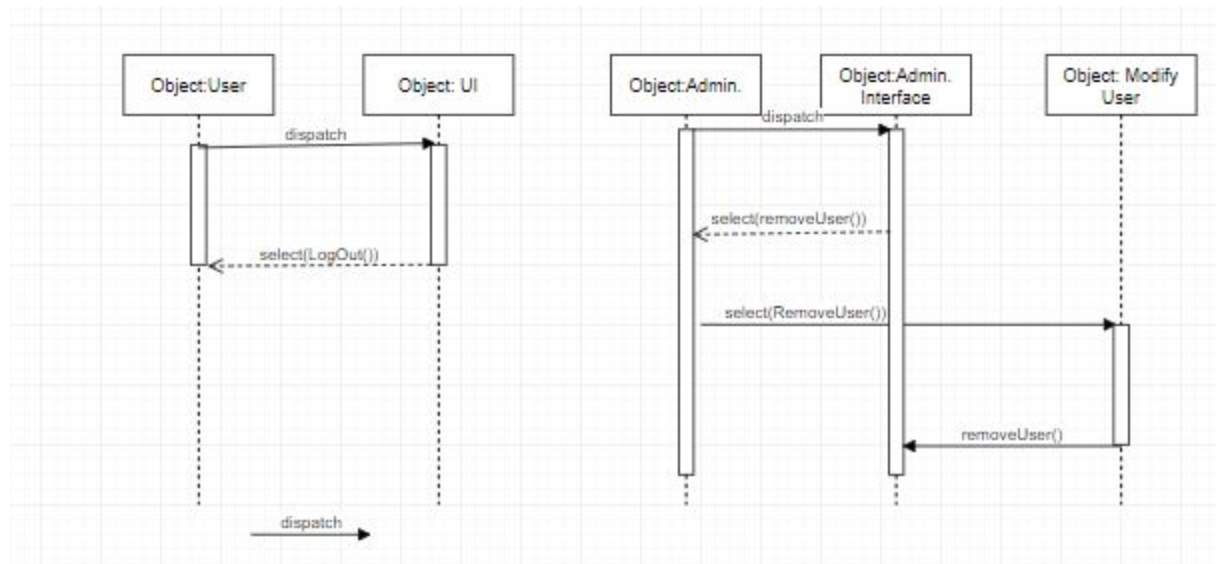 Object:User
Object: UI
Object:Admin.
Object:Admin.
Interface
Object: Modify
User
dispatch
dispatch
select(removeUser())
select(LogOut())
select(RemoveUser())
removeUser()
dispatch